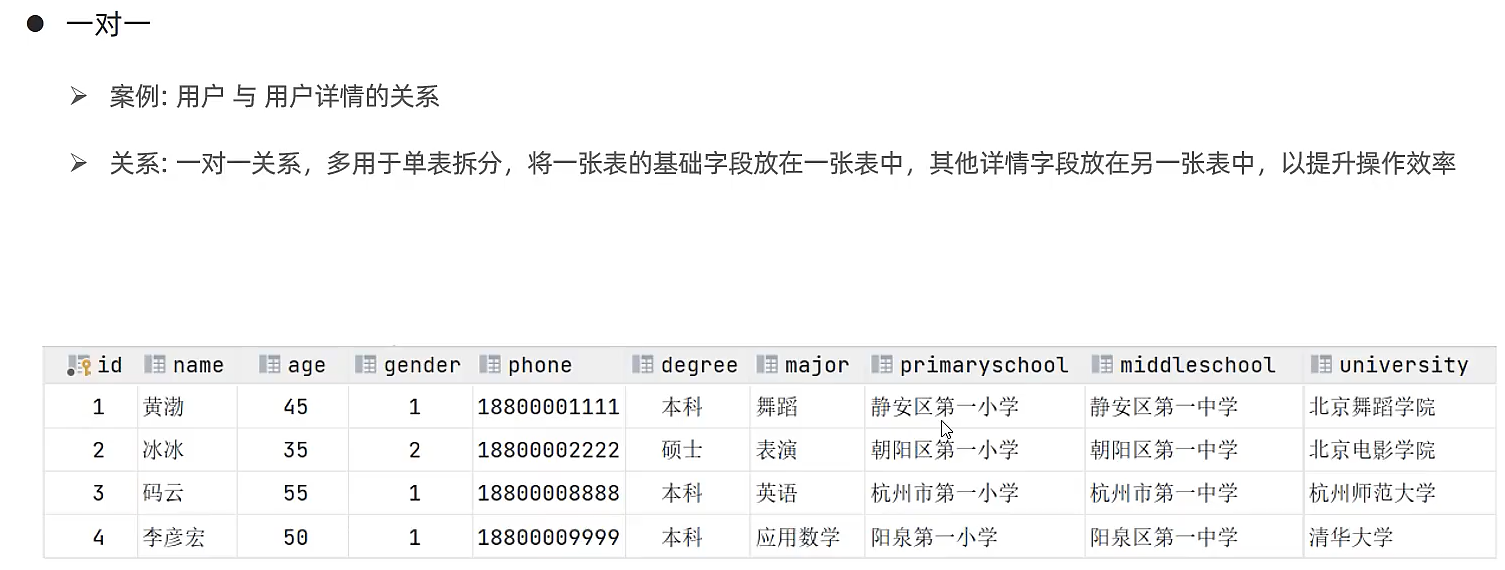 ● 一对一
➢ 案例: 用户 与 用户详情的关系
➢ 关系: 一对一关系，多用于单表拆分，将一张表的基础字段放在一张表中，其他详情字段放在另一张表中，以提升操作效率
id name age gender phone degree major primaryschool middleschool university
1 黄渤 45 1 18800001111 本科 舞蹈 静安区第一小学 静安区第一中学 北京舞蹈学院
2 冰冰 35 2 18800002222 硕士 表演 朝阳区第一小学 朝阳区第一中学 北京电影学院
3 码云 55 1 18800008888 本科 英语 杭州市第一小学 杭州市第一中学 杭州师范大学
4 李彦宏 50 1 18800009999 本科 应用数学 阳泉第一小学 阳泉区第一中学 清华大学